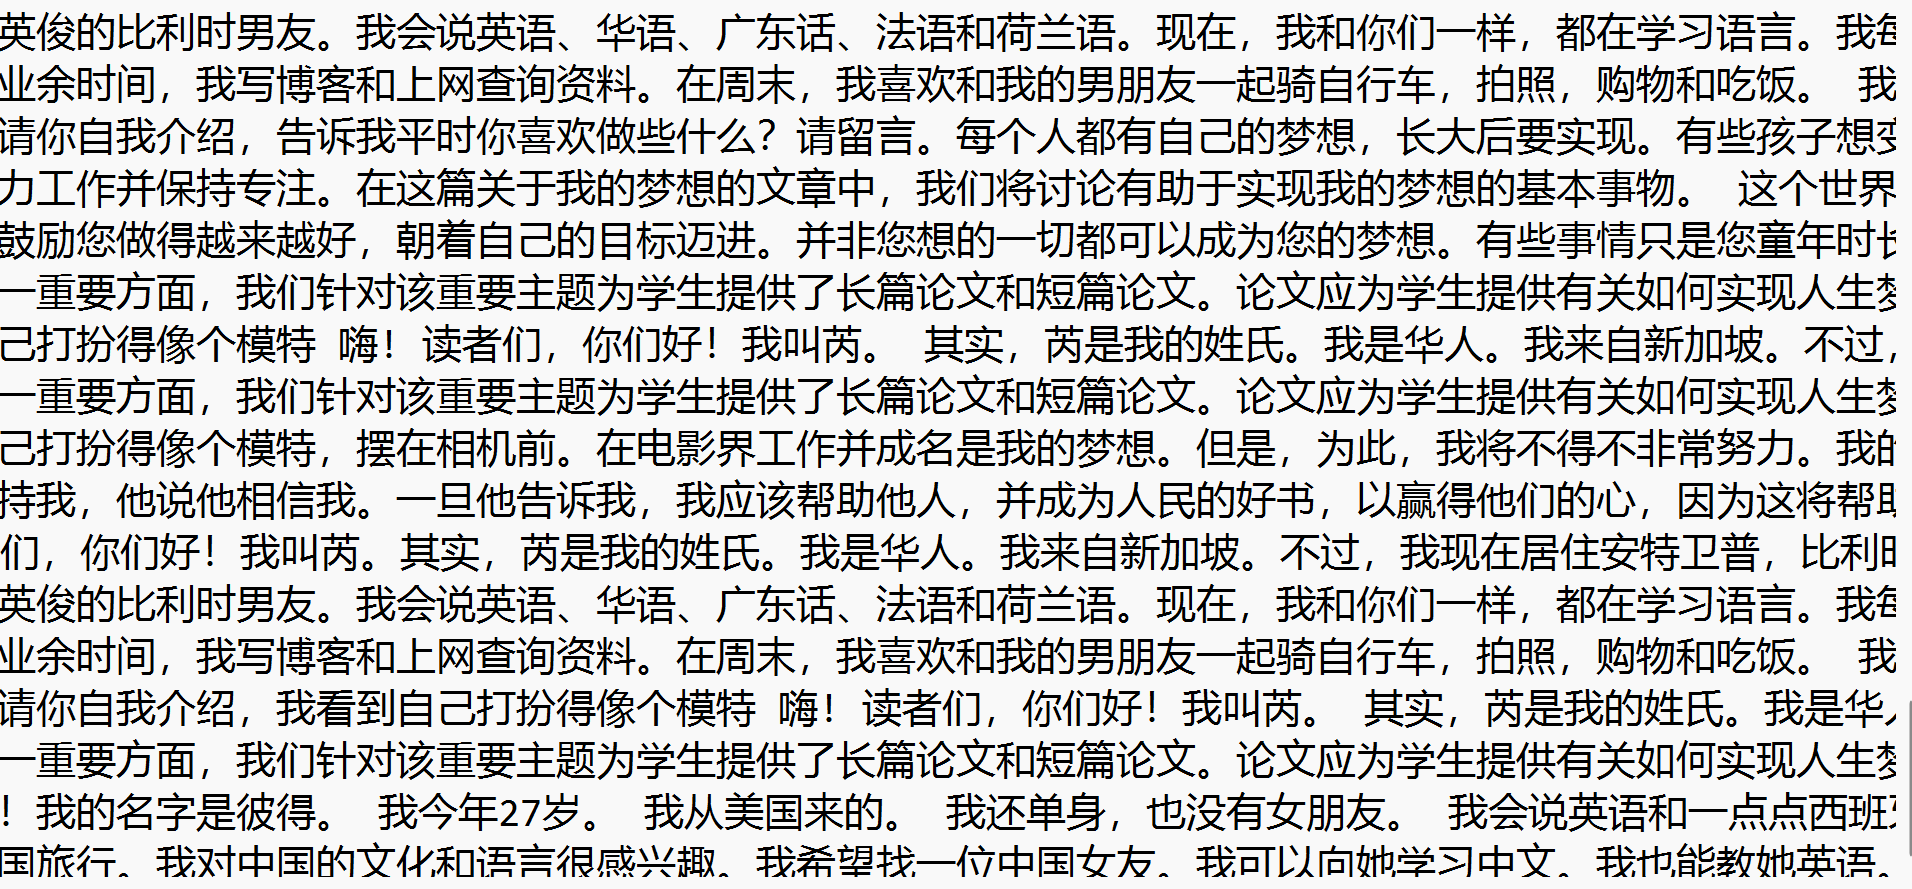 英俊的比利时男友。我会说英语、华语、广东话、法语和荷兰语。现在，我和你们一样，都在学习语言。我每
业余时间，我写博客和上网查询资料。在周末，我喜欢和我的男朋友一起骑自行车，拍照，购物和吃饭。 我
请你自我介绍，告诉我平时你喜欢做些什么？请留言。每个人都有自己的梦想，长大后要实现。有些孩子想变
力工作并保持专注。在这篇关于我的梦想的文章中，我们将讨论有助于实现我的梦想的基本事物。 这个世界
鼓励您做得越来越好，朝着自己的目标迈进。并非您想的一切都可以成为您的梦想。有些事情只是您童年时长
一重要方面，我们针对该重要主题为学生提供了长篇论文和短篇论文。论文应为学生提供有关如何实现人生梦
己打扮得像个模特 嗨！读者们，你们好！我叫芮。 其实，芮是我的姓氏。我是华人。我来自新加坡。不过，
一重要方面，我们针对该重要主题为学生提供了长篇论文和短篇论文。论文应为学生提供有关如何实现人生梦
己打扮得像个模特，摆在相机前。在电影界工作并成名是我的梦想。但是，为此，我将不得不非常努力。我的
持我，他说他相信我。一旦他告诉我，我应该帮助他人，并成为人民的好书，以赢得他们的心，因为这将帮助
们，你们好！我叫芮。其实，芮是我的姓氏。我是华人。我来自新加坡。不过，我现在居住安特卫普，比利时
英俊的比利时男友。我会说英语、华语、广东话、法语和荷兰语。现在，我和你们一样，都在学习语言。我每
业余时间，我写博客和上网查询资料。在周末，我喜欢和我的男朋友一起骑自行车，拍照，购物和吃饭。 我
请你自我介绍，我看到自己打扮得像个模特 嗨！读者们，你们好！我叫芮。 其实，芮是我的姓氏。我是华人
一重要方面，我们针对该重要主题为学生提供了长篇论文和短篇论文。论文应为学生提供有关如何实现人生梦
！我的名字是彼得。 我今年27岁。 我从美国来的。 我还单身，也没有女朋友。 我会说英语和一点点西班牙
国旅行。我对中国的文化和语言很感兴趣。我希望找一位中国女友。我可以向她学习中文。我也能教她英语。